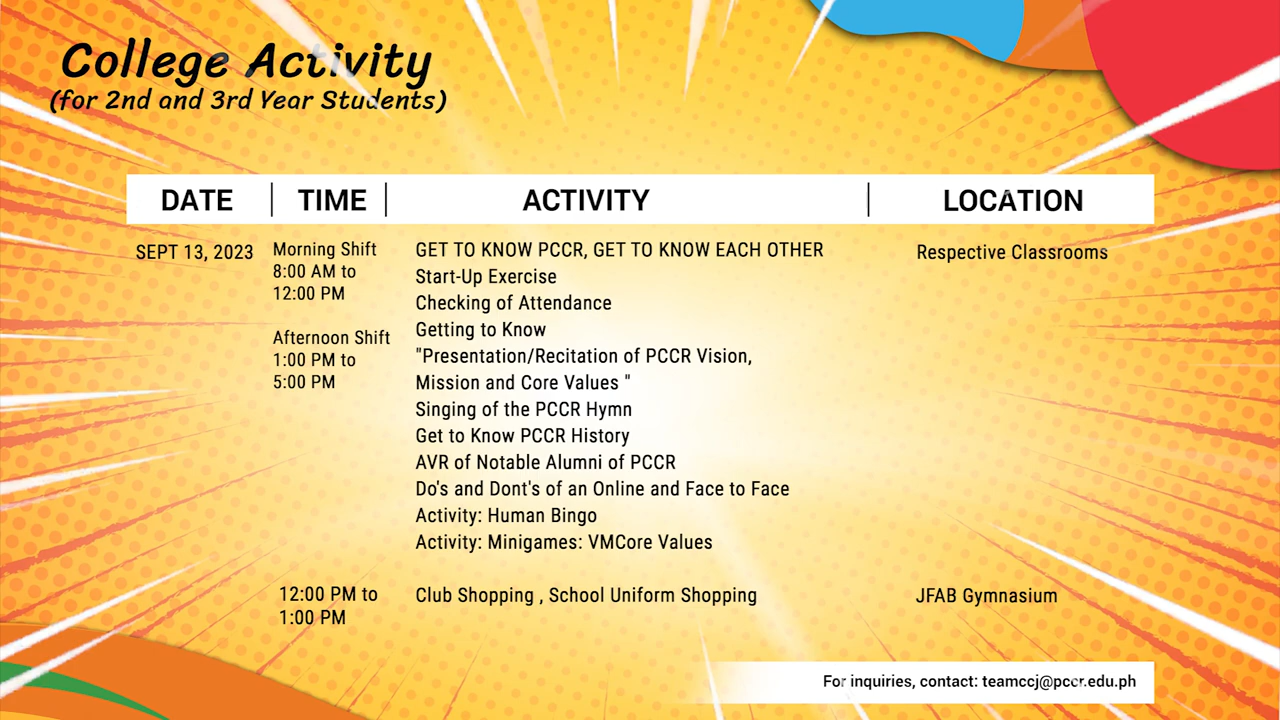 College Activity
(for 2nd and 3rd Year Students)
DATE | TIME | ACTIVITY | LOCATION
SEPT 13, 2023
Morning Shift
8:00 AM to
12:00 PM
Afternoon Shift
1:00 PM to
5:00 PM
GET TO KNOW PCCR, GET TO KNOW EACH OTHER
Start-Up Exercise
Checking of Attendance
Getting to Know
"Presentation/Recitation of PCCR Vision,
Mission and Core Values "
Singing of the PCCR Hymn
Get to Know PCCR History
AVR of Notable Alumni of PCCR
Do's and Dont's of an Online and Face to Face
Activity: Human Bingo
Activity: Minigames: VMCore Values
Respective Classrooms
12:00 PM to
1:00 PM
Club Shopping , School Uniform Shopping
JFAB Gymnasium
For inquiries, contact: teamccj@pccr.edu.ph